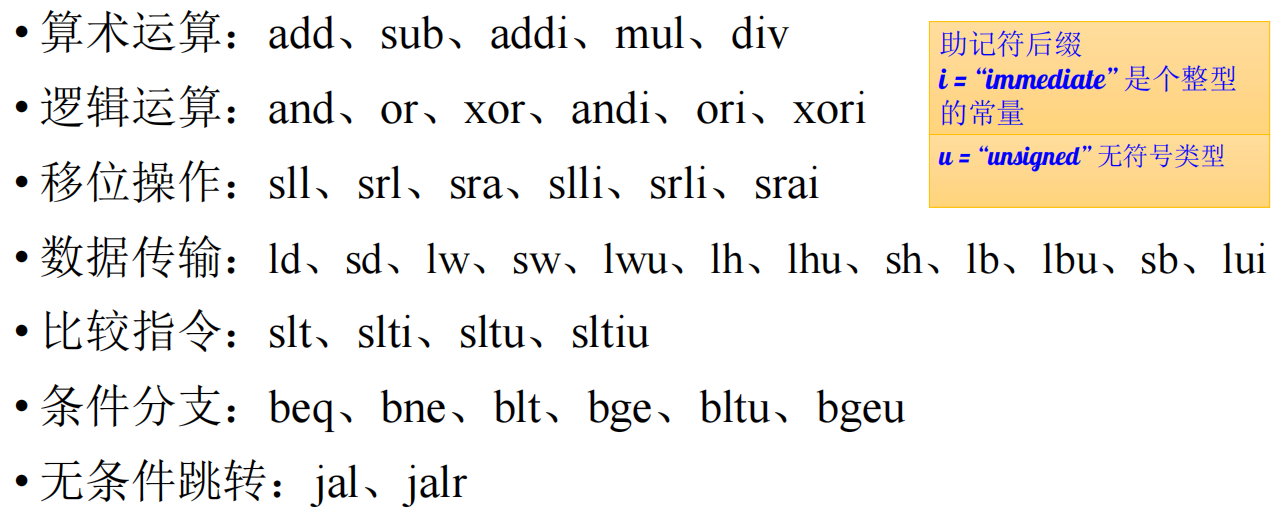 • 算术运算：add、sub、addi、mul、div
• 逻辑运算：and、or、xor、andi、ori、xori
• 移位操作：sll、srl、sra、slli、srli、srai
• 数据传输：ld、sd、lw、sw、lwu、lh、lhu、sh、lb、lbu、sb、lui
• 比较指令：slt、slti、sltu、sltiu
• 条件分支：beq、bne、blt、bge、bltu、bgeu
• 无条件跳转：jal、jalr
助记符后缀
i = “immediate” 是个整型
的常量
u = “unsigned” 无符号类型